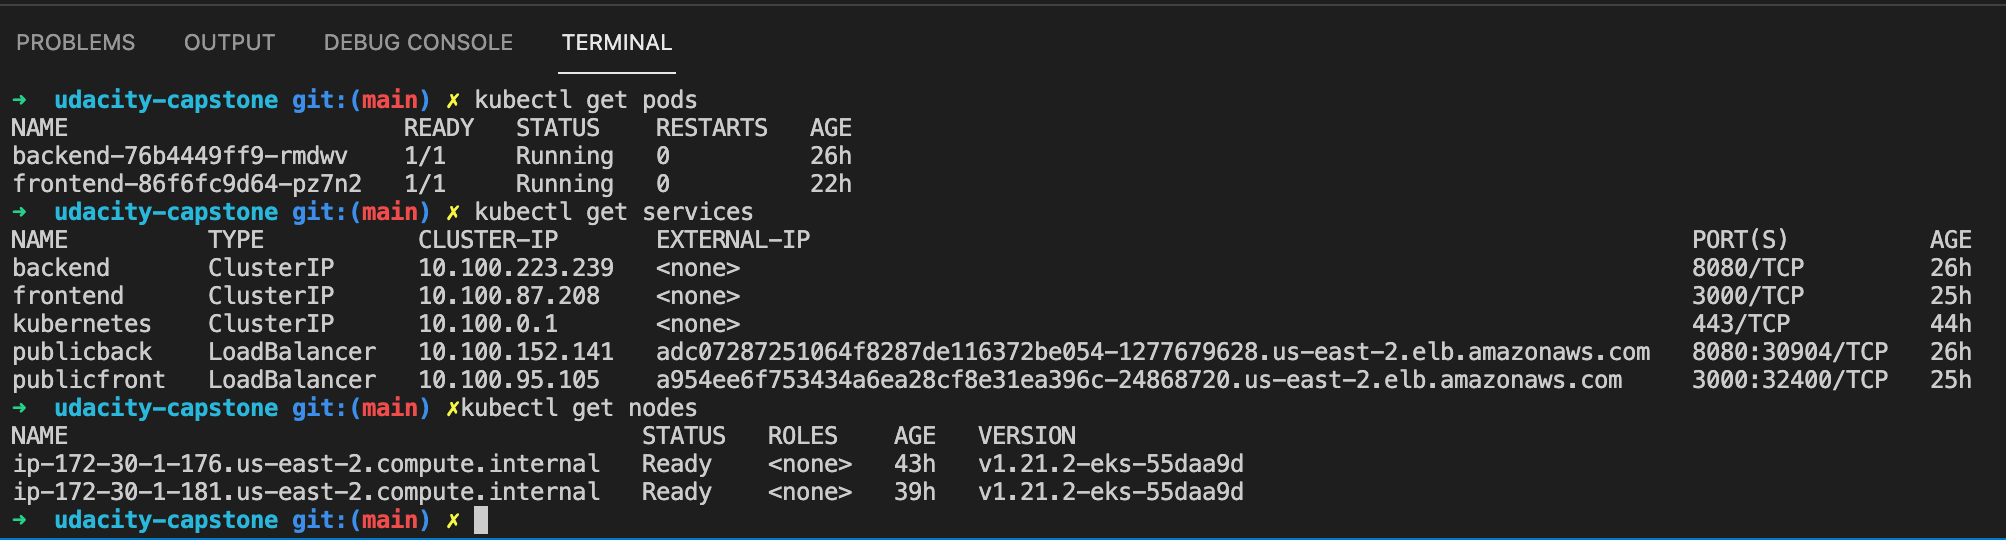 PROBLEMS OUTPUT DEBUG CONSOLE TERMINAL
➜ udacity-capstone git:(main) ✗ kubectl get pods
NAME READY STATUS RESTARTS AGE
backend-76b4449ff9-rmdwv 1/1 Running 0 26h
frontend-86f6fc9d64-pz7n2 1/1 Running 0 22h
➜ udacity-capstone git:(main) ✗ kubectl get services
NAME TYPE CLUSTER-IP EXTERNAL-IP PORT(S) AGE
backend ClusterIP 10.100.223.239 <none> 8080/TCP 26h
frontend ClusterIP 10.100.87.208 <none> 3000/TCP 25h
kubernetes ClusterIP 10.100.0.1 <none> 443/TCP 44h
publicback LoadBalancer 10.100.152.141 adc07287251064f8287de116372be054-1277679628.us-east-2.elb.amazonaws.com 8080:30904/TCP 26h
publicfront LoadBalancer 10.100.95.105 a954ee6f753434a6ea28cf8e31ea396c-24868720.us-east-2.elb.amazonaws.com 3000:32400/TCP 25h
➜ udacity-capstone git:(main) ✗kubectl get nodes
NAME STATUS ROLES AGE VERSION
ip-172-30-1-176.us-east-2.compute.internal Ready <none> 43h v1.21.2-eks-55daa9d
ip-172-30-1-181.us-east-2.compute.internal Ready <none> 39h v1.21.2-eks-55daa9d
➜ udacity-capstone git:(main) ✗